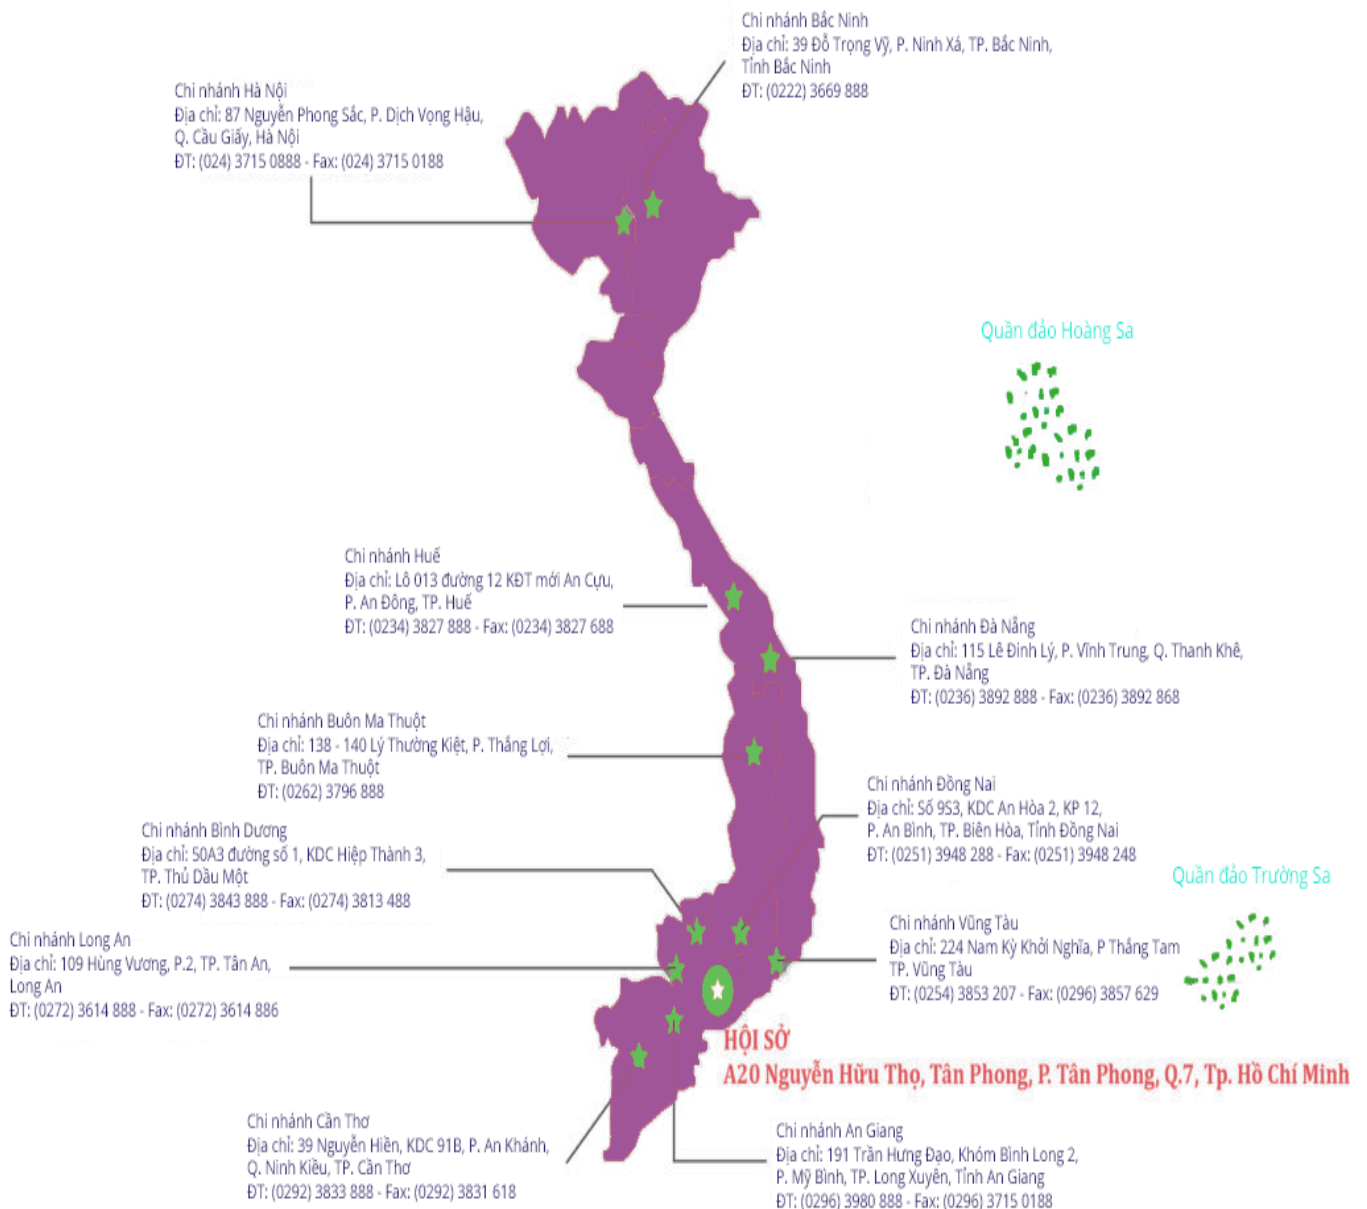 Chi nhánh Bắc Ninh
Địa chỉ: 39 Đỗ Trọng Vỹ, P. Ninh Xá, TP. Bắc Ninh,
Tỉnh Bắc Ninh
ĐT: (0222) 3669 888
Chi nhánh Hà Nội
Địa chỉ: 87 Nguyễn Phong Sắc, P. Dịch Vọng Hậu,
Q. Cầu Giấy, Hà Nội
ĐT: (024) 3715 0888 - Fax: (024) 3715 0188
Quần đảo Hoàng Sa
Chi nhánh Huế
Địa chỉ: Lô 013 đường 12 KĐT mới An Cựu,
P. An Đông, TP. Huế
ĐT: (0234) 3827 888 - Fax: (0234) 3827 688
Chi nhánh Đà Nẵng
Địa chỉ: 115 Lê Đình Lý, P. Vĩnh Trung, Q. Thanh Khê,
TP. Đà Nẵng
ĐT: (0236) 3892 888 - Fax: (0236) 3892 868
Chi nhánh Buôn Ma Thuột
Địa chỉ: 138 - 140 Lý Thường Kiệt, P. Thắng Lợi,
TP. Buôn Ma Thuột
ĐT: (0262) 3796 888
Chi nhánh Đồng Nai
Địa chỉ: Số 9S3, KDC An Hòa 2, KP 12,
P. An Bình, TP. Biên Hòa, Tỉnh Đồng Nai
ĐT: (0251) 3948 288 - Fax: (0251) 3948 248
Chi nhánh Bình Dương
Địa chỉ: 50A3 đường số 1, KDC Hiệp Thành 3,
TP. Thủ Dầu Một
ĐT: (0274) 3843 888 - Fax: (0274) 3813 488
Quần đảo Trường Sa
Chi nhánh Long An
Địa chỉ: 109 Hùng Vương, P.2, TP. Tân An,
Long An
ĐT: (0272) 3614 888 - Fax: (0272) 3614 886
Chi nhánh Vũng Tàu
Địa chỉ: 224 Nam Kỳ Khởi Nghĩa, P Thắng Tam
TP. Vũng Tàu
ĐT: (0254) 3853 207 - Fax: (0296) 3857 629
HỘI SỞ
A20 Nguyễn Hữu Thọ, Tân Phong, P. Tân Phong, Q.7, Tp. Hồ Chí Minh
Chi nhánh Cần Thơ
Địa chỉ: 39 Nguyễn Hiền, KDC 91B, P. An Khánh,
Q. Ninh Kiều, TP. Cần Thơ
ĐT: (0292) 3833 888 - Fax: (0292) 3831 618
Chi nhánh An Giang
Địa chỉ: 191 Trần Hưng Đạo, Khóm Bình Long 2,
P. Mỹ Bình, TP. Long Xuyên, Tỉnh An Giang
ĐT: (0296) 3980 888 - Fax: (0296) 3715 0188